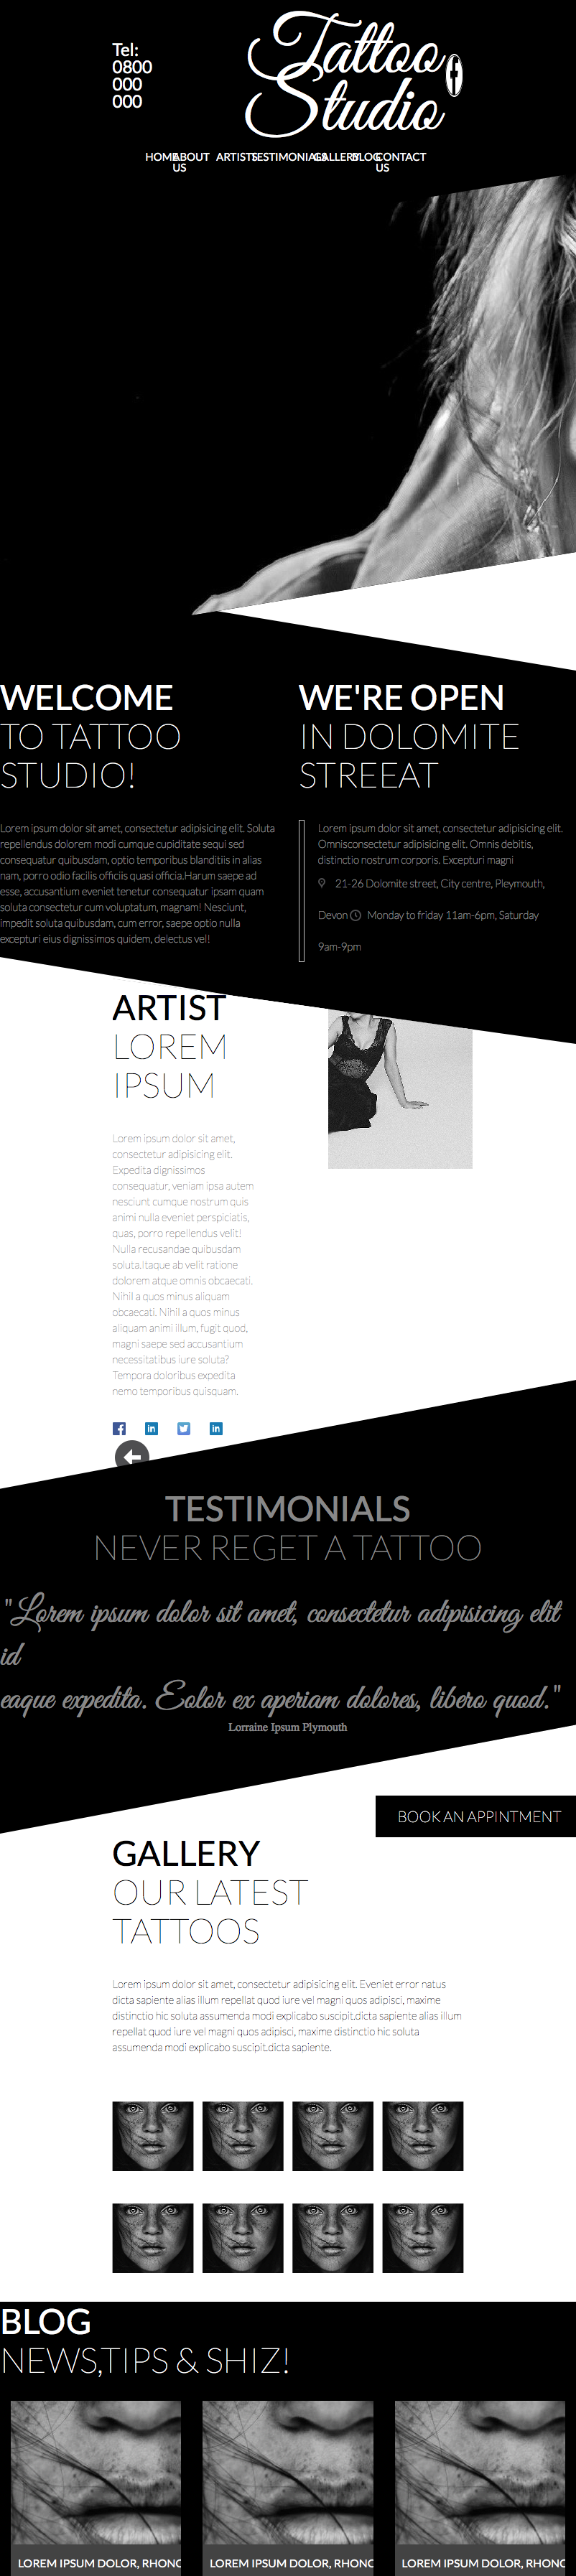 Tel:
0800
000
000
Tattoo
Studio
HOME
ABOUT
US
ARTISTS
TESTIMONIALS
GALLERY
BLOG
CONTACT
US
WELCOME
TO TATTOO
STUDIO!
Lorem ipsum dolor sit amet, consectetur adipisicing elit. Soluta
repellendus dolorem modi cumque cupiditate sequi sed
consequatur quibusdam, optio temporibus blanditiis in alias
nam, porro odio facilis officiis quasi officia.Harum saepe ad
esse, accusantium eveniet tenetur consequatur ipsam quam
soluta consectetur cum voluptatum, magnam! Nesciunt,
impedit soluta quibusdam, cum error, saepe optio nulla
excepturi eius dignissimos quidem, delectus vel!
WE'RE OPEN
IN DOLOMITE
STREEAT
Lorem ipsum dolor sit amet, consectetur adipisicing elit.
Omnisconsectetur adipisicing elit. Omnis debitis,
distinctio nostrum corporis. Excepturi magni
21-26 Dolomite street, City centre, Pleymouth,
Devon Monday to friday 11am-6pm, Saturday
9am-9pm
ARTIST
LOREM
IPSUM
Lorem ipsum dolor sit amet,
consectetur adipisicing elit.
Expedita dignissimos
consequatur, veniam ipsa autem
nesciunt cumque nostrum quis
animi nulla eveniet perspiciatis,
quas, porro repellendus velit!
Nulla recusandae quibusdam
soluta.Itaque ab velit ratione
dolorem atque omnis obcaecati.
Nihil a quos minus aliquam
obcaecati. Nihil a quos minus
aliquam animi illum, fugit quod,
magni saepe sed accusantium
necessitatibus iure soluta?
Tempora doloribus expedita
nemo temporibus quisquam.
TESTIMONIALS
NEVER REGET A TATTOO
"Lorem ipsum dolor sit amet, consectetur adipisicing elit
id
eaque expedita. Eolor ex aperiam dolores, libero quod."
Lorraine Ipsum Plymouth
BOOK AN APPINTMENT
GALLERY
OUR LATEST
TATTOOS
Lorem ipsum dolor sit amet, consectetur adipisicing elit. Eveniet error natus
dicta sapiente alias illum repellat quod iure vel magni quos adipisci, maxime
distinctio hic soluta assumenda modi explicabo suscipit.dicta sapiente alias illum
repellat quod iure vel magni quos adipisci, maxime distinctio hic soluta
assumenda modi explicabo suscipit.dicta sapiente.
BLOG
NEWS,TIPS & SHIZ!
LOREM IPSUM DOLOR, RHONC
LOREM IPSUM DOLOR, RHONC
LOREM IPSUM DOLOR, RHONC